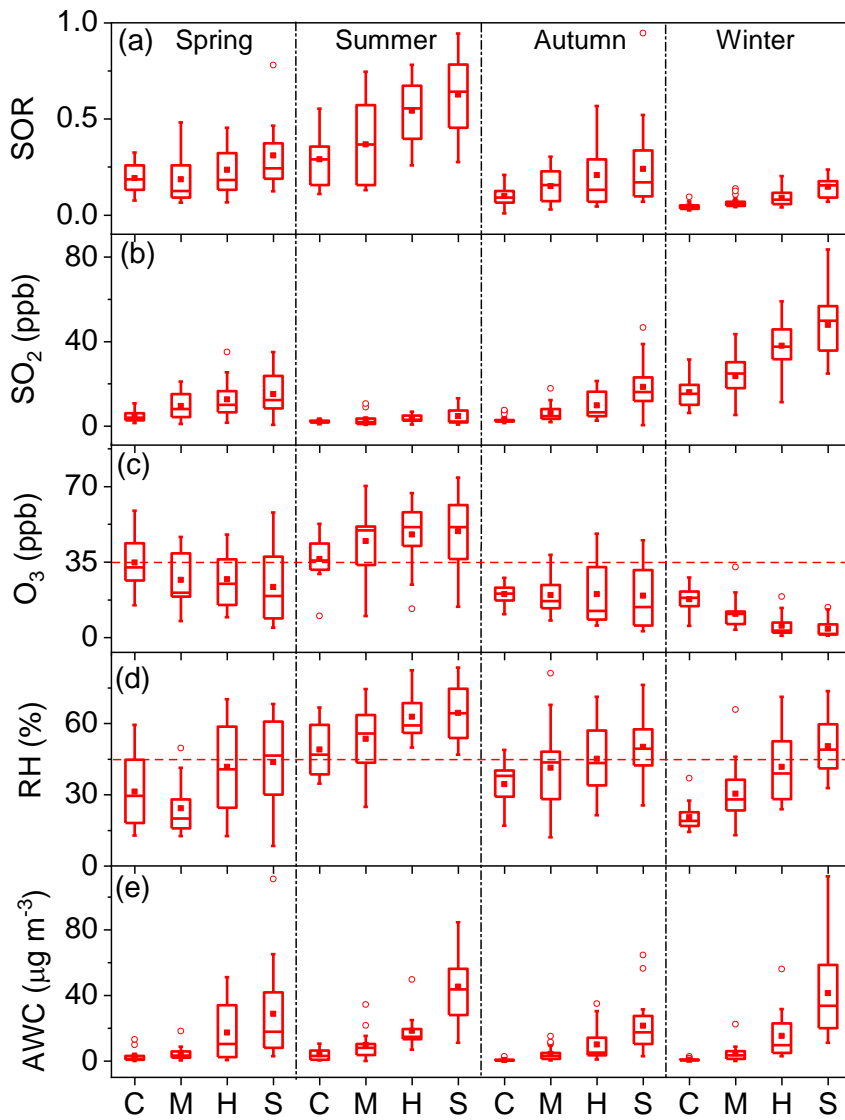 (a) Spring Summer Autumn Winter
1.0
0.5
0.0
SOR
(b)
80
40
0
SO₂ (ppb)
(c)
70
35
0
O₃ (ppb)
(d)
60
30
0
RH (%)
(e)
80
40
0
AWC (μg m⁻³)
C M H S C M H S C M H S C M H S